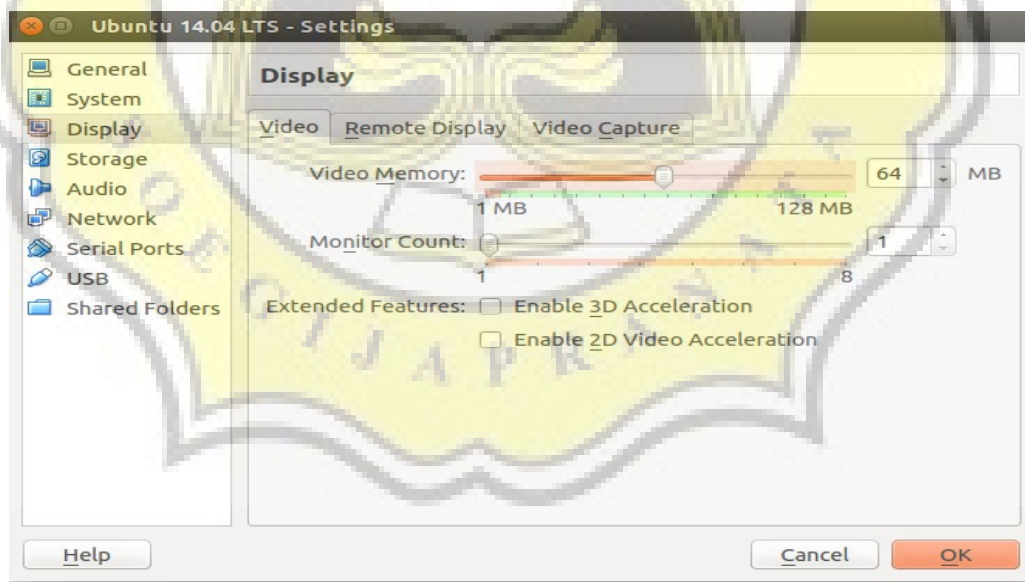 Ubuntu 14.04 LTS - Settings
General
System
Display
Storage
Audio
Network
Serial Ports
USB
Shared Folders
Display
Video Remote Display Video Capture
Video Memory: 64 MB
1 MB 128 MB
Monitor Count: 1
1 8
Extended Features: Enable 3D Acceleration
Enable 2D Video Acceleration
GIJAPRANATA
Help Cancel OK